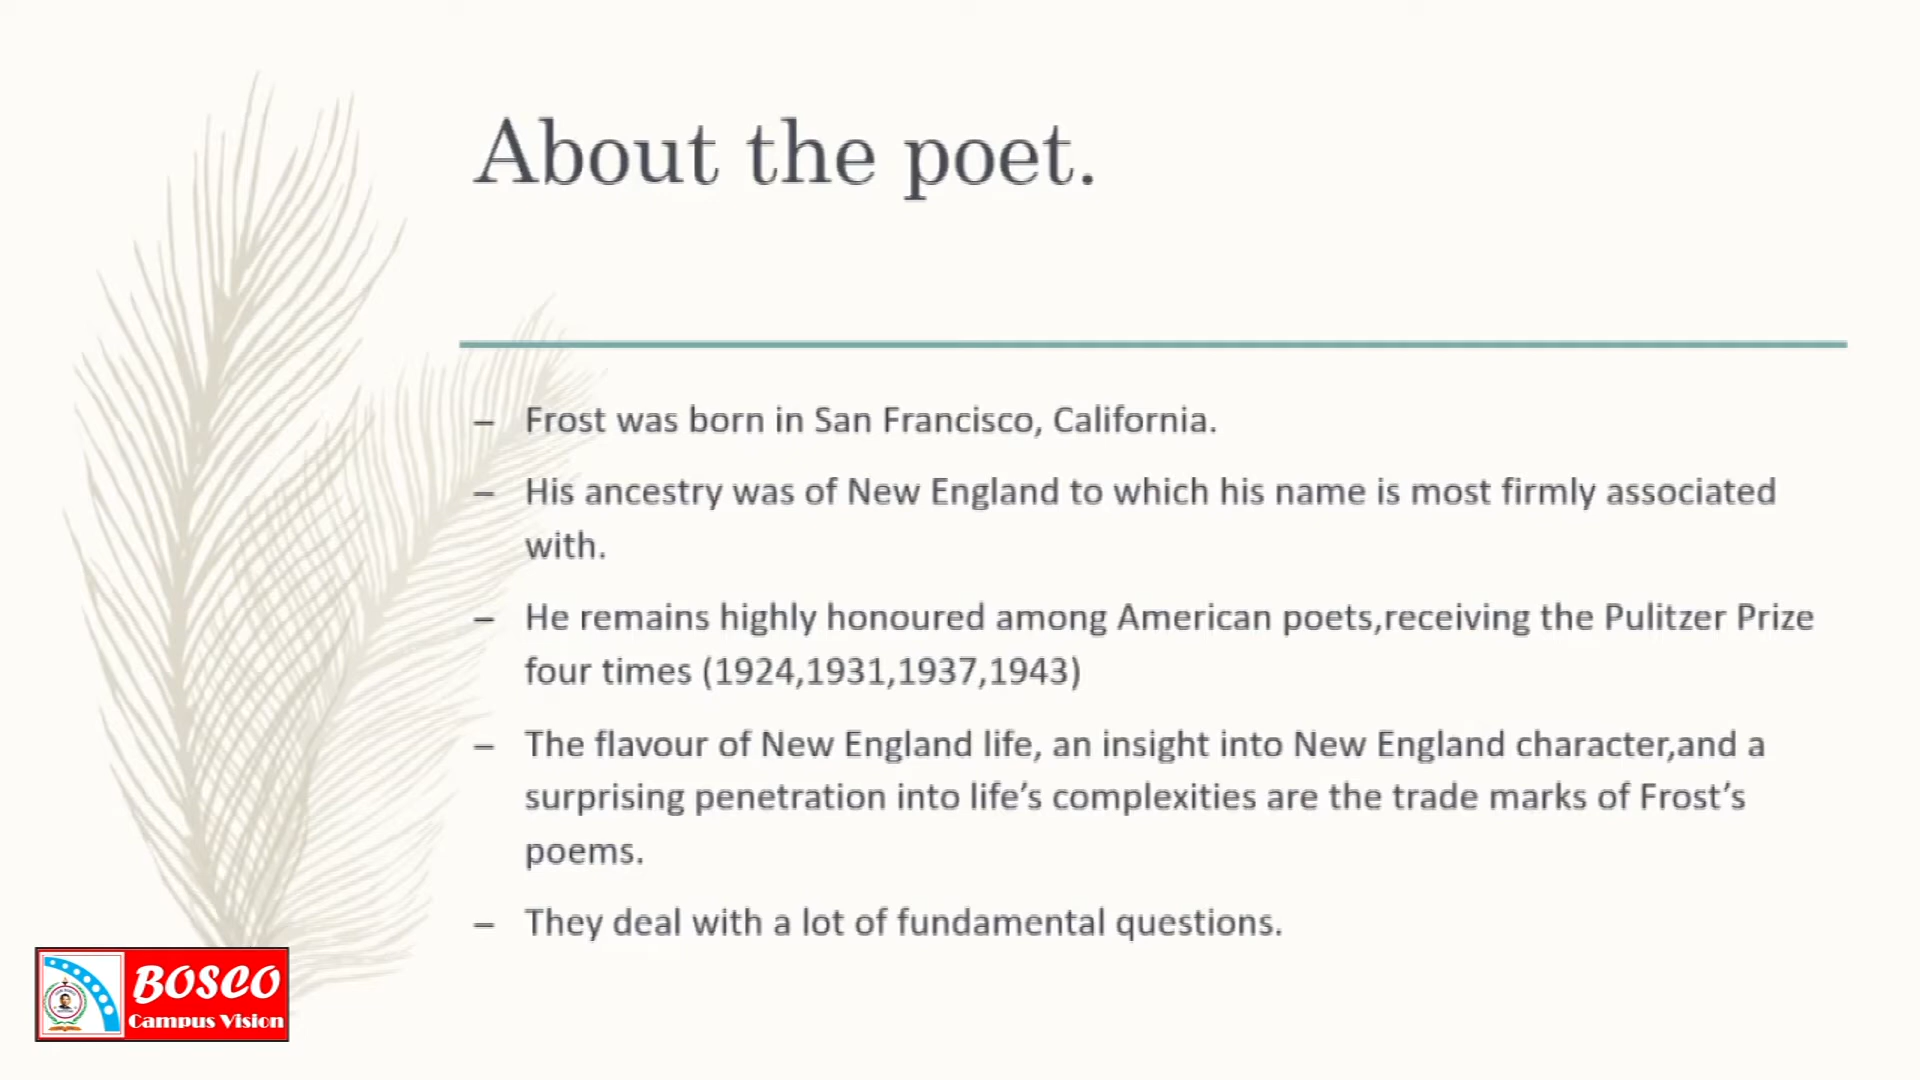 About the poet.
– Frost was born in San Francisco, California.
– His ancestry was of New England to which his name is most firmly associated
with.
– He remains highly honoured among American poets,receiving the Pulitzer Prize
four times (1924,1931,1937,1943)
– The flavour of New England life, an insight into New England character,and a
surprising penetration into life’s complexities are the trade marks of Frost’s
poems.
– They deal with a lot of fundamental questions.
BOSCO
Campus Vision